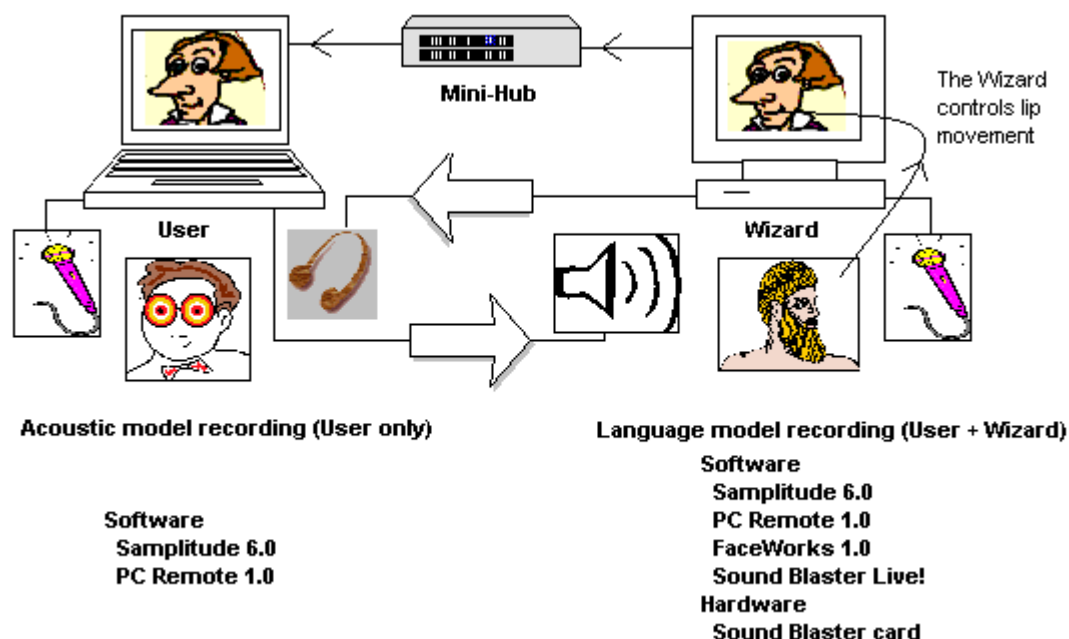 Mini-Hub
The Wizard
controls lip
movement
User
Wizard
Acoustic model recording (User only)
Software
Samplitude 6.0
PC Remote 1.0
Language model recording (User + Wizard)
Software
Samplitude 6.0
PC Remote 1.0
FaceWorks 1.0
Sound Blaster Live!
Hardware
Sound Blaster card